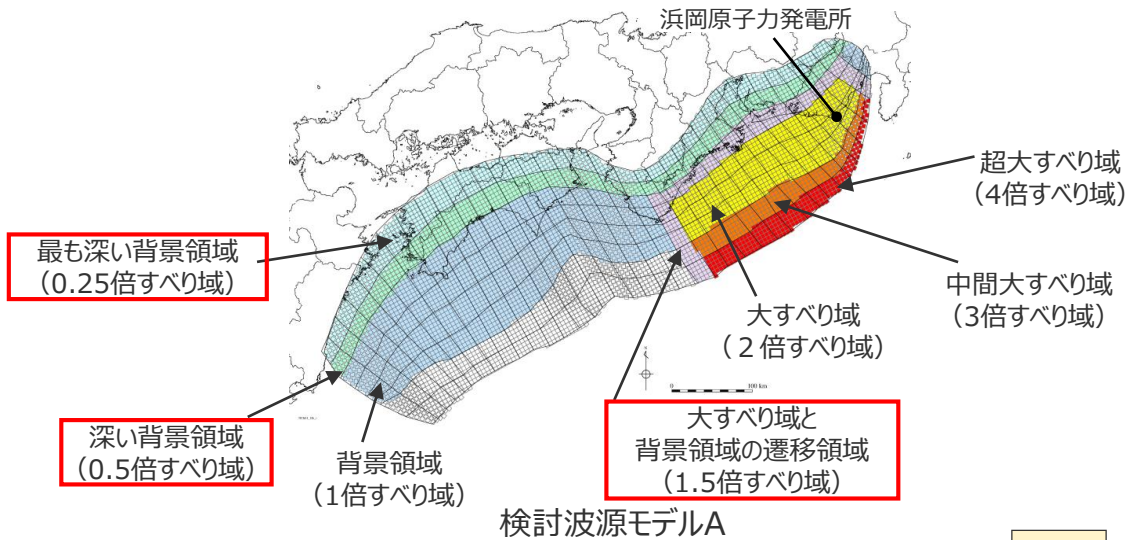 浜岡原子力発電所
超大すべり域
（4倍すべり域）
最も深い背景領域
（0.25倍すべり域）
中間大すべり域
（3倍すべり域）
大すべり域
（２倍すべり域）
0 100 km
深い背景領域
（0.5倍すべり域）
背景領域
（1倍すべり域）
大すべり域と
背景領域の遷移領域
（1.5倍すべり域）
検討波源モデルA